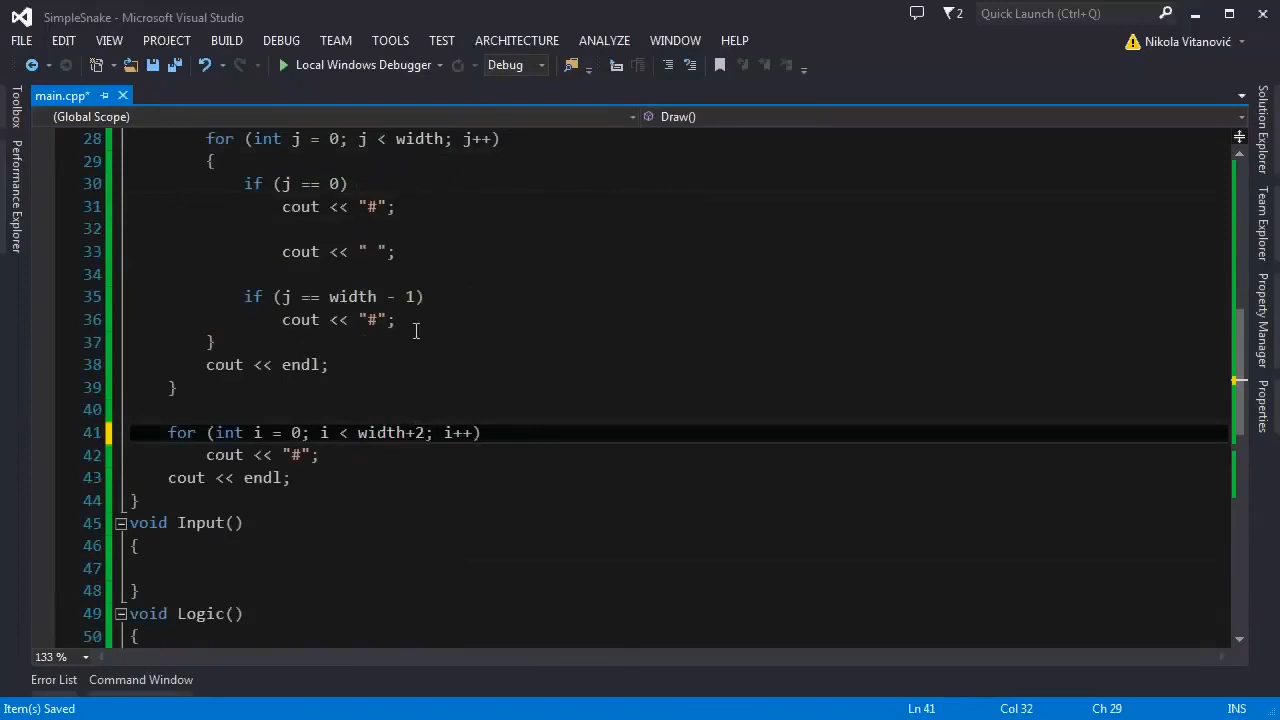 SimpleSnake - Microsoft Visual Studio
2
Quick Launch (Ctrl+Q)
FILE EDIT VIEW PROJECT BUILD DEBUG TEAM TOOLS TEST ARCHITECTURE ANALYZE WINDOW HELP
Nikola Vitanović
Local Windows Debugger
Debug
main.cpp*
(Global Scope)
Draw()
Toolbox
Performance Explorer
28 for (int j = 0; j < width; j++)
29 {
30 if (j == 0)
31 cout << "#";
32
33 cout << " ";
34
35 if (j == width - 1)
36 cout << "#";
37 }
38 cout << endl;
39 }
40
41 for (int i = 0; i < width+2; i++)
42 cout << "#";
43 cout << endl;
44 }
45 void Input()
46 {
47
48 }
49 void Logic()
50 {
Solution Explorer
Team Explorer
Property Manager
Class Explorer
133 %
Error List Command Window
Item(s) Saved
Ln 41 Col 32 Ch 29 INS